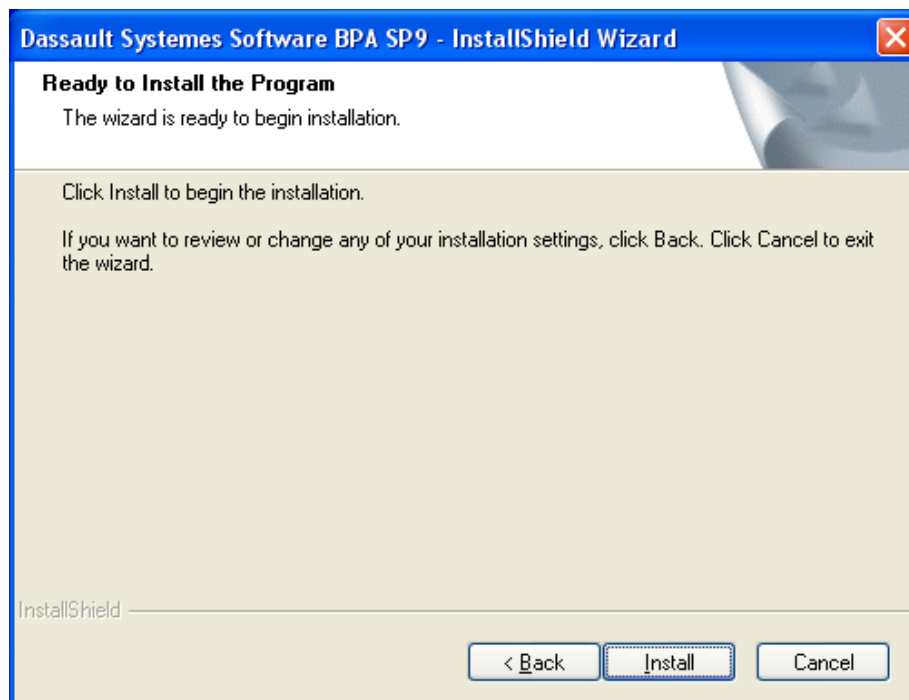 Dassault Systemes Software BPA SP9 - InstallShield Wizard
Ready to Install the Program
The wizard is ready to begin installation.
Click Install to begin the installation.
If you want to review or change any of your installation settings, click Back. Click Cancel to exit
the wizard.
InstallShield
< Back
Install
Cancel